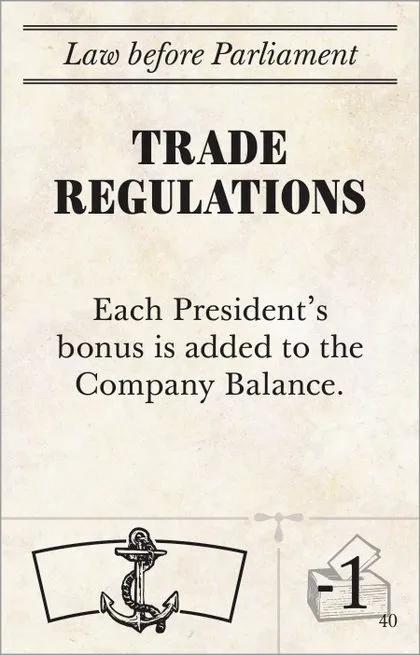 Law before Parliament
TRADE
REGULATIONS
Each President’s
bonus is added to the
Company Balance.
-1
40